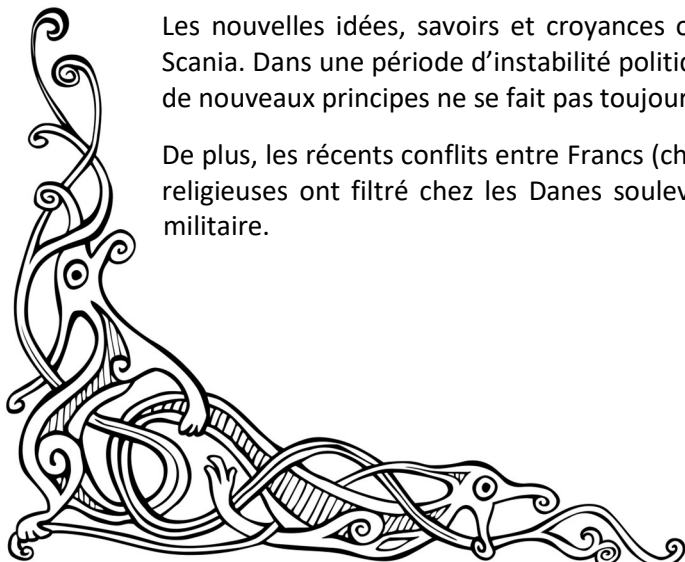 Les nouvelles idées, savoirs et croyances
Scania. Dans une période d’instabilité
de nouveaux principes ne se fait pas
De plus, les récents conflits entre Francs
religieuses ont filtré chez les Danes
militaire.